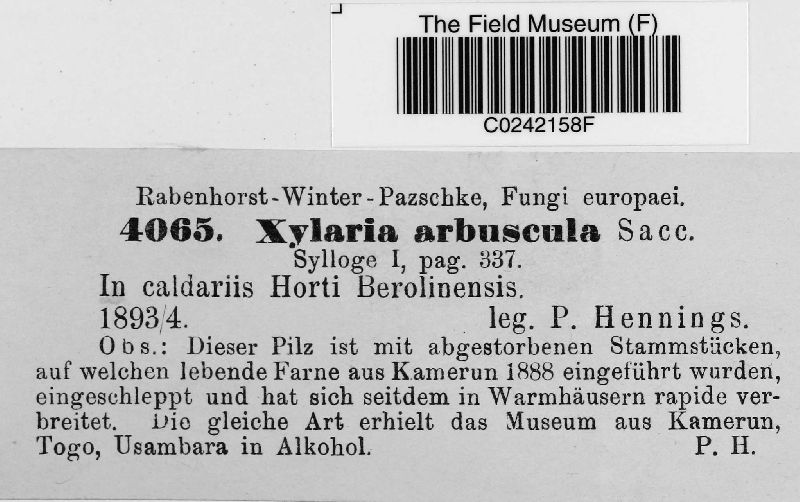 The Field Museum (F)
C0242158F
Rabenhorst-Winter-Pazschke, Fungi europaei.
4065. Xylaria arbuscula Sacc.
Sylloge I, pag. 337.
In caldariis Horti Berolinensis.
1893/4. leg. P. Hennings.
Obs.: Dieser Pilz ist mit abgestorbenen Stammstücken,
auf welchen lebende Farne aus Kamerun 1888 eingeführt wurden,
eingeschleppt und hat sich seitdem in Warmhäusern rapide ver-
breitet. Die gleiche Art erhielt das Museum aus Kamerun,
Togo, Usambara in Alkohol. P. H.